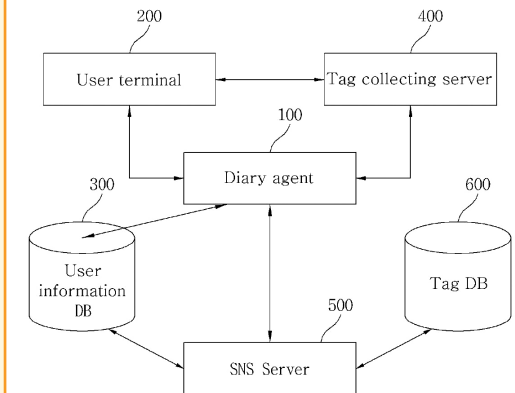 200
400
User terminal
Tag collecting server
100
Diary agent
300
600
User
information
DB
Tag DB
500
SNS Server